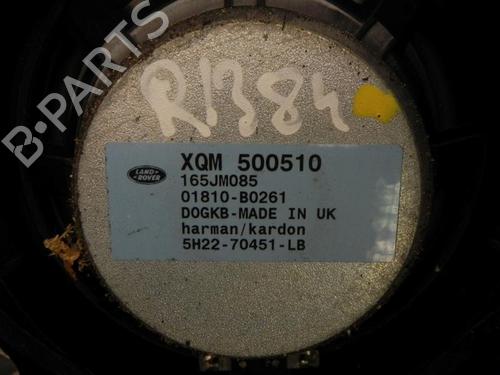 B-PARTS
R1384
LAND-
ROVER
XQM 500510
165JM085
01810-B0261
DOGKB-MADE IN UK
harman/kardon
5H22-70451-LB